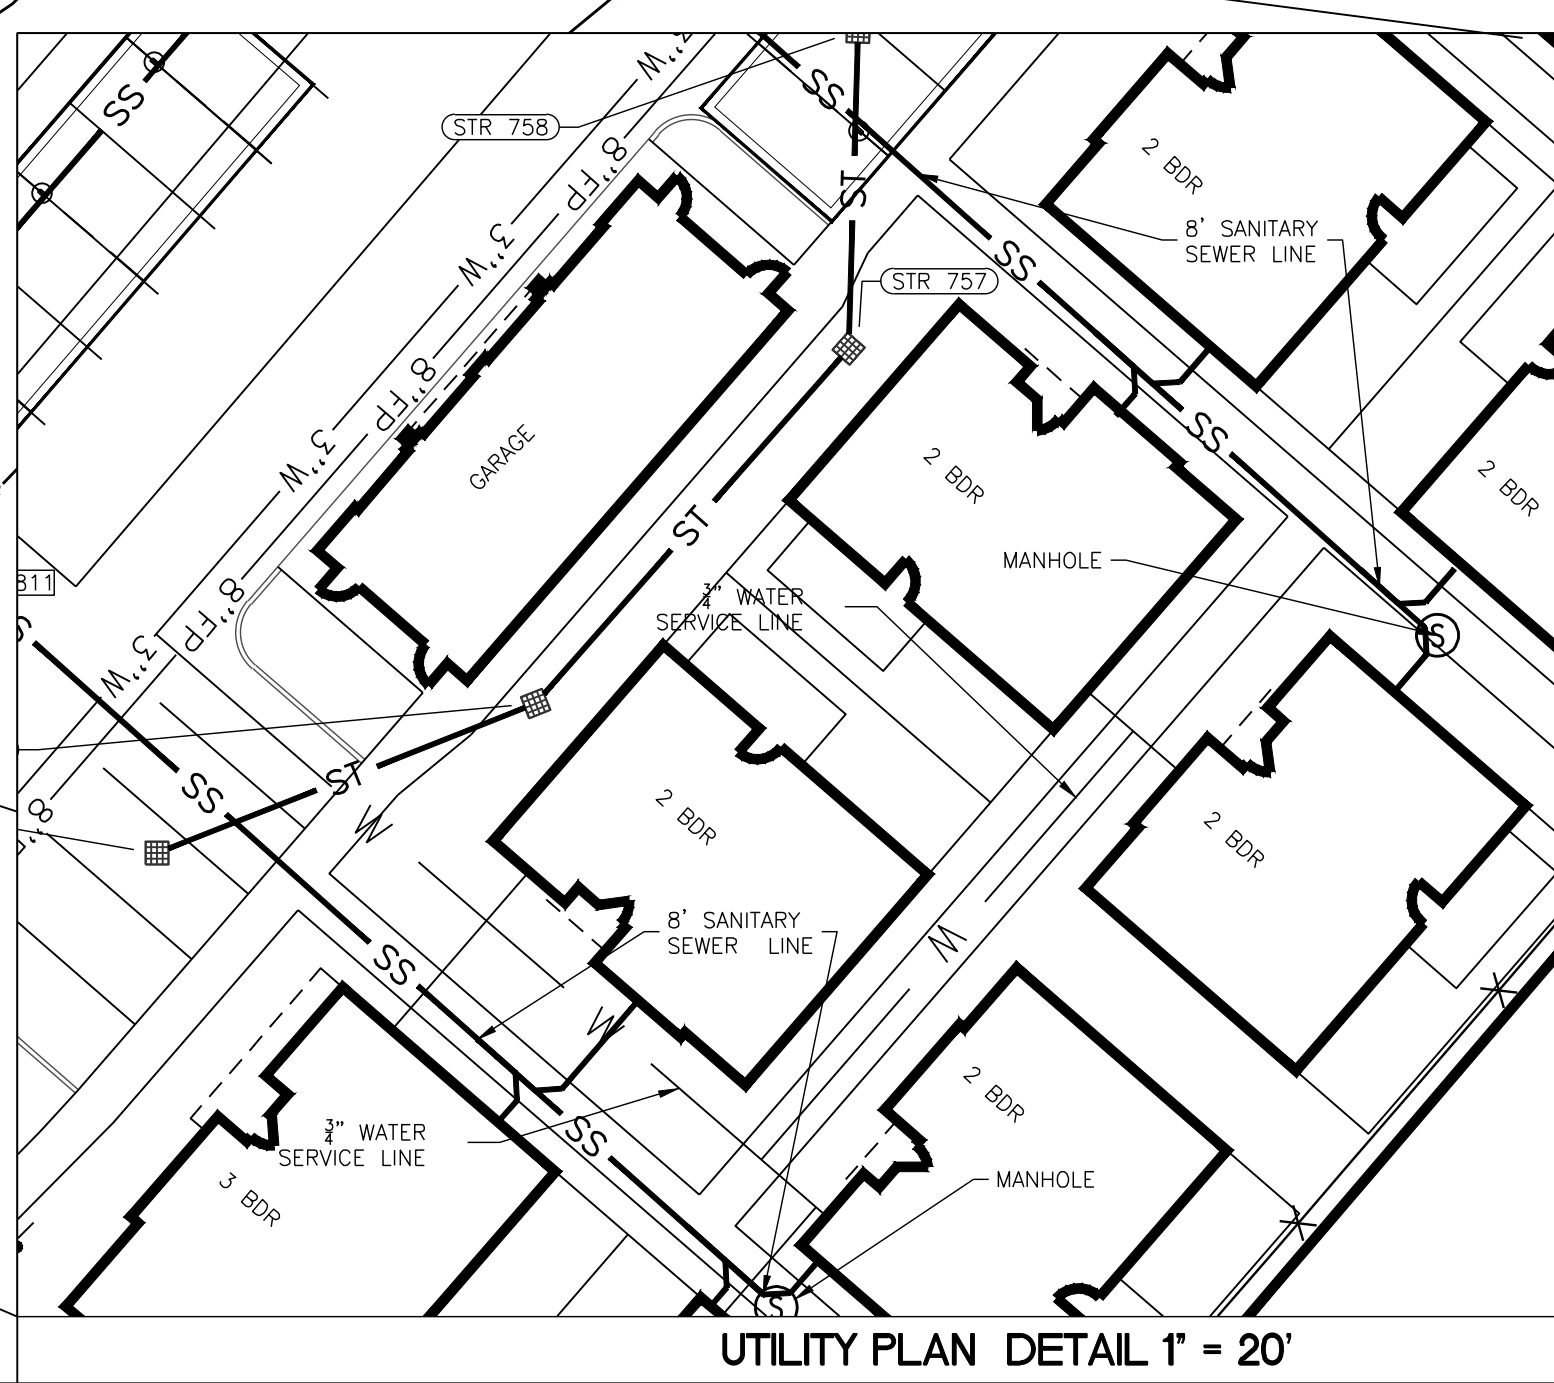 3"W
SS
SS
STR 758
8"FP
2 BDR
ST
8' SANITARY
SEWER LINE
3"W
SS
STR 757
8"FP
GARAGE
3"W
SS
2 BDR
2 BDR
ST
MANHOLE
811
3/4" WATER
SERVICE LINE
8"FP
S
3"W
S
SS
ST
8"
W
2 BDR
2 BDR
8' SANITARY
SEWER LINE
W
SS
W
2 BDR
3/4" WATER
SERVICE LINE
SS
3 BDR
MANHOLE
S
UTILITY PLAN DETAIL 1" = 20'